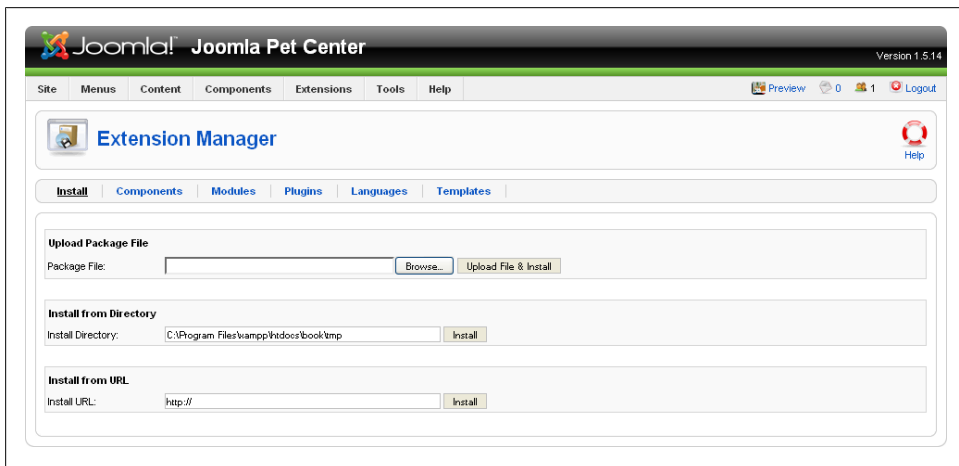 Joomla!™ Joomla Pet Center
Version 1.5.14
Site Menus Content Components Extensions Tools Help Preview 0 1 Logout
Extension Manager
Help
Install Components Modules Plugins Languages Templates
Upload Package File
Package File: Browse... Upload File & Install
Install from Directory
Install Directory: C:\Program Files\xampp\htdocs\book\tmp Install
Install from URL
Install URL: http:// Install